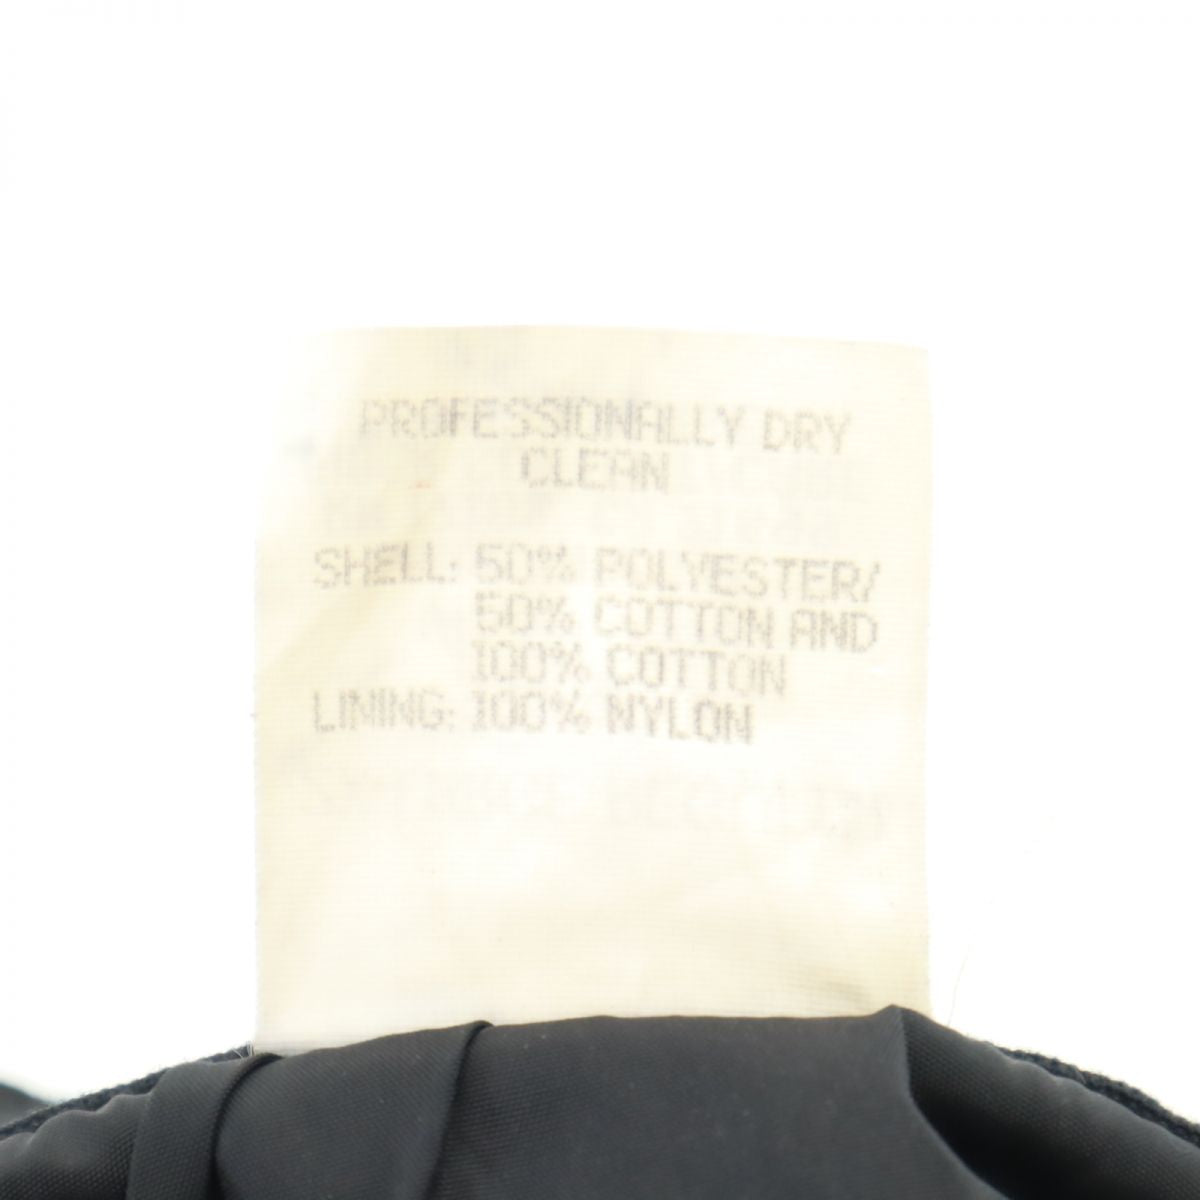 PROFESSIONALLY DRY
CLEAN
SHELL: 50% POLYESTER/
50% COTTON AND
100% COTTON
LINING: 100% NYLON